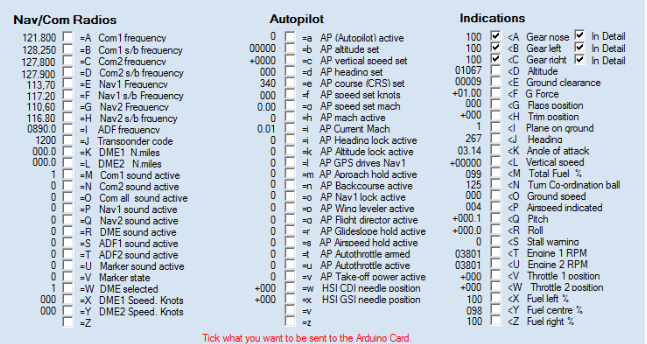 Nav/Com Radios
121.800 =A Com1 frequency
128,250 =B Com1 s/b frequency
127,800 =C Com2 frequency
127.900 =D Com2 s/b frequency
113,70 =E Nav1 Frequency
117.20 =F Nav1 s/b Frequency
110,60 =G Nav2 Frequency
116.80 =H Nav2 s/b frequency
0890.0 =I ADF frequency
1200 =J Transponder code
000.0 =K DME1 N.miles
000.0 =L DME2 N.miles
1 =M Com1 sound active
0 =N Com2 sound active
0 =O Com all sound active
0 =P Nav1 sound active
0 =Q Nav2 sound active
0 =R DME sound active
0 =S ADF1 sound active
0 =T ADF2 sound active
0 =U Marker sound active
0 =V Marker state
1 =W DME selected
000 =X DME1 Speed. Knots
000 =Y DME2 Speed. Knots
=Z
Autopilot
0 =a AP (Autopilot) active
00000 =b AP altitude set
+0000 =c AP vertical speed set
000 =d AP heading set
340 =e AP course (CRS) set
000 =f AP speed set knots
0.00 =g AP speed set mach
0 =h AP mach active
0.01 =i AP Current Mach
0 =j AP Heading lock active
0 =k AP Altitude lock active
0 =l AP GPS drives Nav1
0 =m AP Aproach hold active
0 =n AP Backcourse active
0 =o AP Nav1 lock active
0 =p AP Wing leveler active
0 =q AP Flight director active
0 =r AP Glideslope hold active
0 =s AP Airspeed hold active
0 =t AP Autothrottle armed
0 =u AP Autothrottle active
0 =v AP Take-off power active
+000 =w HSI CDI needle position
+000 =x HSI GSI needle position
=v
=z
Indications
100 <A Gear nose In Detail
100 <B Gear left In Detail
100 <C Gear right In Detail
01067 <D Altitude
00009 <E Ground clearance
+01.00 <F G Force
000 <G Flaps position
+000 <H Trim position
1 <I Plane on ground
267 <J Heading
03.14 <K Angle of attack
+00000 <L Vertical speed
099 <M Total Fuel %
125 <N Turn Co-ordination ball
000 <O Ground speed
004 <P Airspeed indicated
+000.1 <Q Pitch
+000.0 <R Roll
0 <S Stall warning
03801 <T Engine 1 RPM
03801 <U Engine 2 RPM
+000 <V Throttle 1 position
+000 <W Throttle 2 position
100 <X Fuel left %
098 <Y Fuel centre %
100 <Z Fuel right %
Tick what you want to be sent to the Arduino Card.